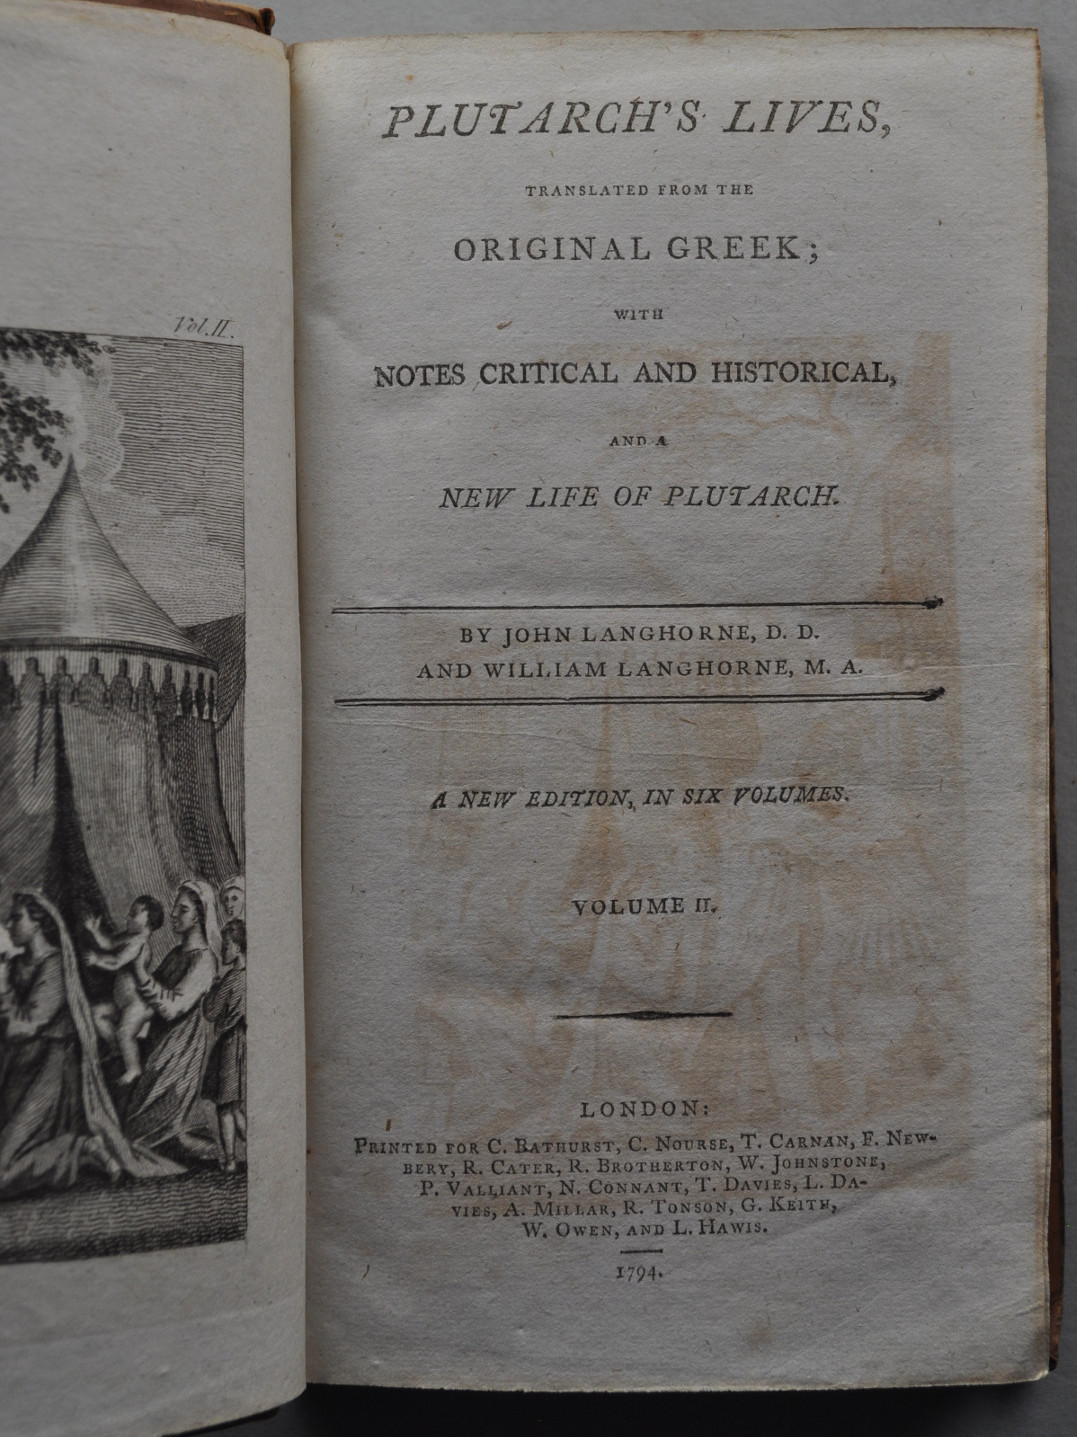 Vol. II.
PLUTARCH'S LIVES,
TRANSLATED FROM THE
ORIGINAL GREEK;
WITH
NOTES CRITICAL AND HISTORICAL,
AND A
NEW LIFE OF PLUTARCH.
BY JOHN LANGHORNE, D. D.
AND WILLIAM LANGHORNE, M. A.
A NEW EDITION, IN SIX VOLUMES.
VOLUME II.
LONDON:
PRINTED FOR C. BATHURST, C. NOURSE, T. CARNAN, F. NEW-
BERY, R. CATER, R. BROTHERTON, W. JOHNSTONE,
P. VALLIANT, N. CONNANT, T. DAVIES, L. DA-
VIES, A. MILLAR, R. TONSON, G. KEITH,
W. OWEN, AND L. HAWIS.
1794.